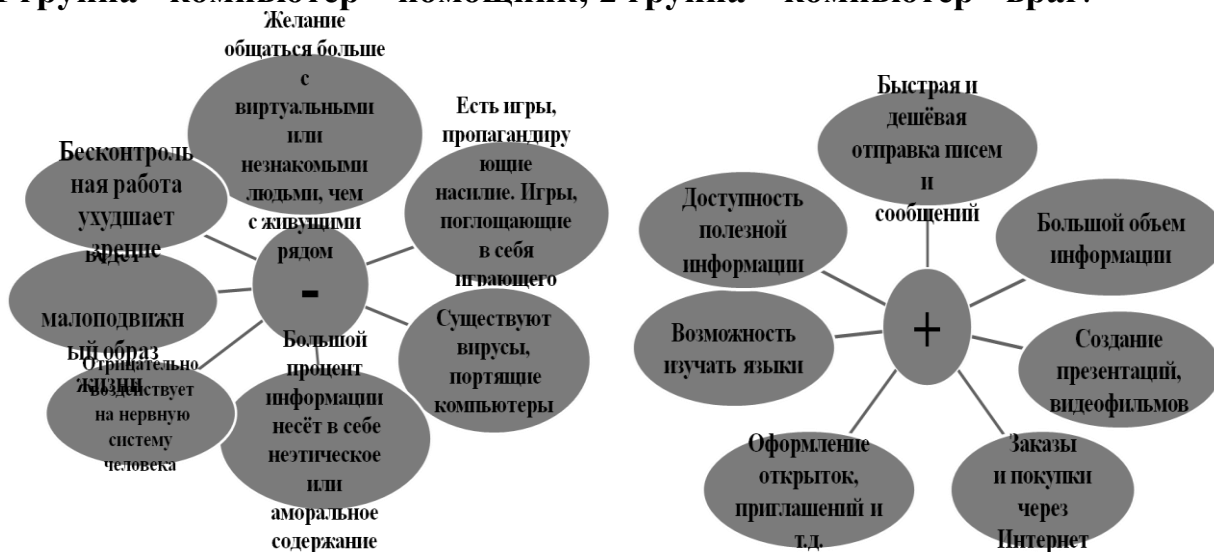 1 группа – компьютер – помощник; 2 группа – компьютер - враг.
Желание
общаться больше
с
виртуальными
или
незнакомыми
людьми, чем
с живущими
рядом
Есть игры,
пропагандиру
ющие
насилие. Игры,
поглощающие
в себя
играющего
Существуют
вирусы,
портящие
компьютеры
Большой
процент
информации
несёт в себе
неэтическое
или
аморальное
содержание
Отрицательно
воздействует
на нервную
систему
человека
ведёт
малоподвижн
ый образ
жизни
Бесконтроль
ная работа
ухудшает
зрение
-
Быстрая и
дешёвая
отправка писем
и
сообщений
Большой объем
информации
Создание
презентаций,
видеофильмов
Заказы
и покупки
через
Интернет
Оформление
открыток,
приглашений и
т.д.
Возможность
изучать языки
Доступность
полезной
информации
+